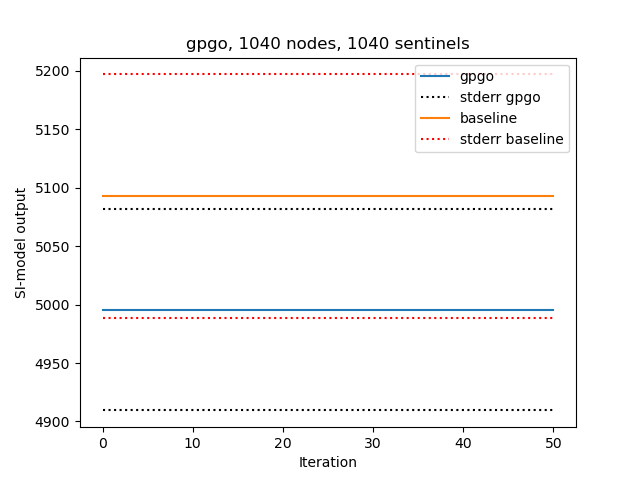 gpgo, 1040 nodes, 1040 sentinels
5200
5150
5100
5050
5000
4950
4900
SI-model output
gpgo
stderr gpgo
baseline
stderr baseline
0 10 20 30 40 50
Iteration